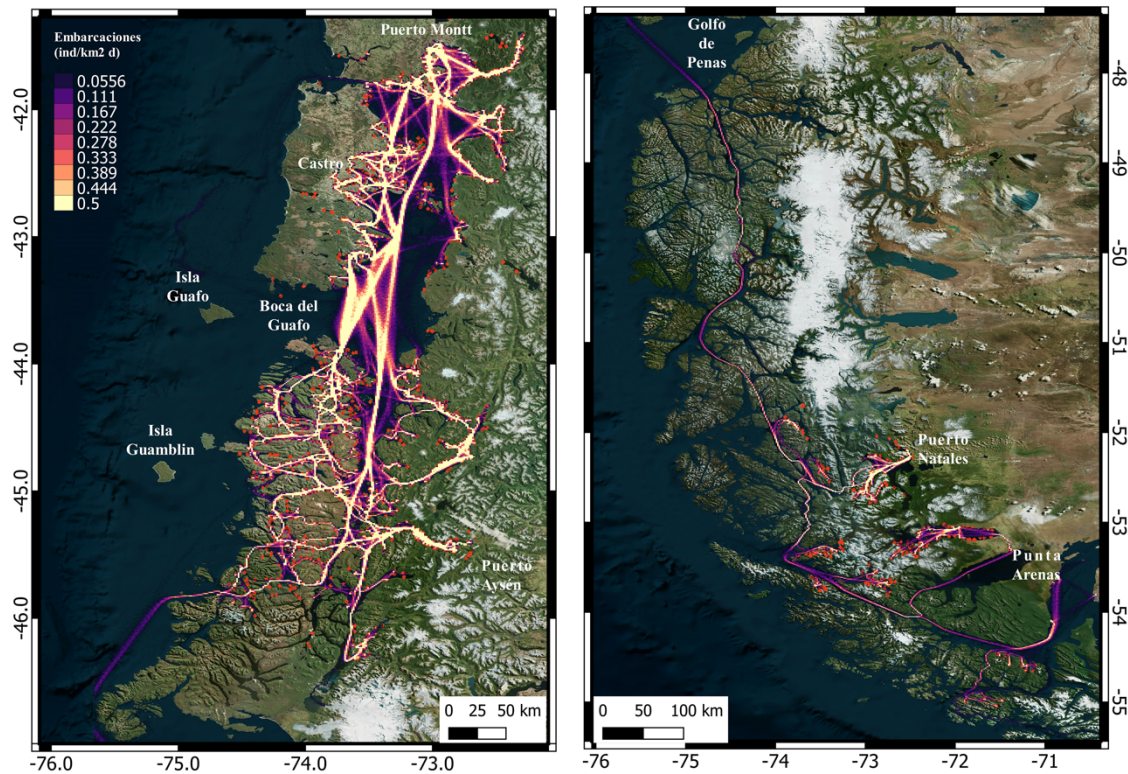 Embarcaciones
(ind/km2 d)
0.0556
0.111
0.167
0.222
0.278
0.333
0.389
0.444
0.5
Puerto Montt
Castro
Isla
Guafo
Boca del
Guafo
Isla
Guamblin
Puerto
Aysén
-42.0
-43.0
-44.0
-45.0
-46.0
0 25 50 km
-76.0 -75.0 -74.0 -73.0
Golfo
de
Penas
Puerto
Natales
Punta
Arenas
-48
-49
-50
-51
-52
-53
-54
-55
0 50 100 km
-76 -75 -74 -73 -72 -71